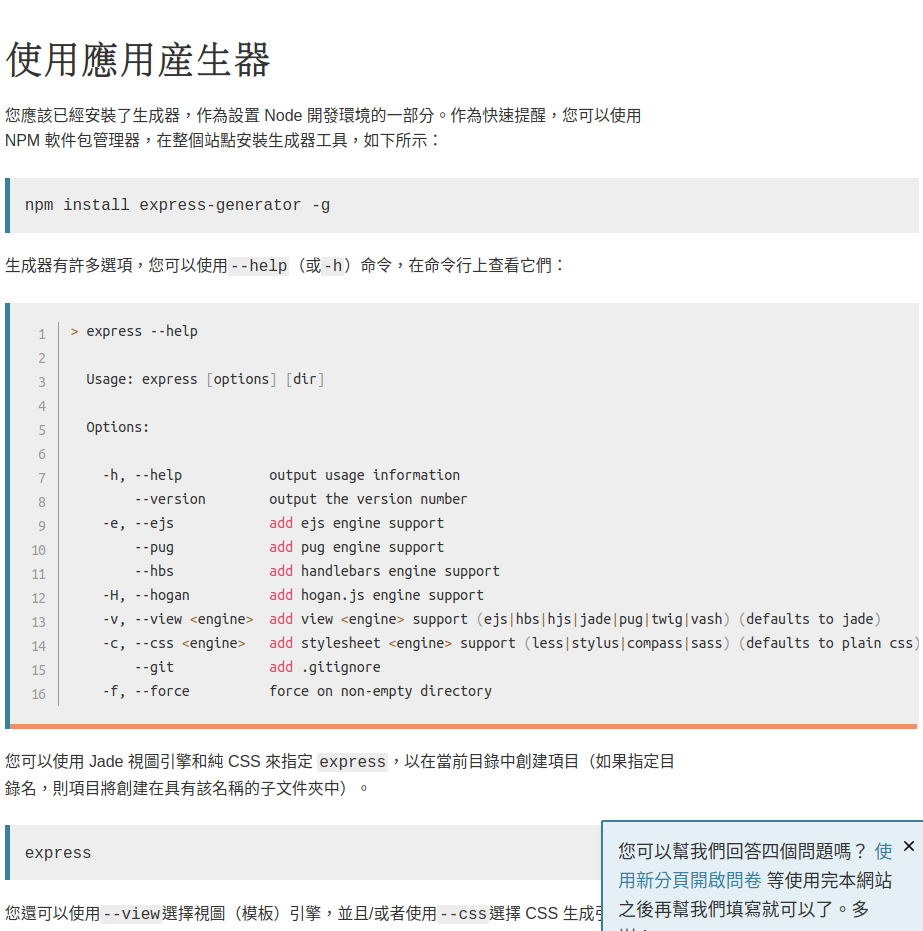 使用應用産生器
您應該已經安裝了生成器，作為設置 Node 開發環境的一部分。作為快速提醒，您可以使用
NPM 軟件包管理器，在整個站點安裝生成器工具，如下所示：
npm install express-generator -g
生成器有許多選項，您可以使用--help（或-h）命令，在命令行上查看它們：
1 > express --help
2
3 Usage: express [options] [dir]
4
5 Options:
6
7 -h, --help output usage information
8 --version output the version number
9 -e, --ejs add ejs engine support
10 --pug add pug engine support
11 --hbs add handlebars engine support
12 -H, --hogan add hogan.js engine support
13 -v, --view <engine> add view <engine> support (ejs|hbs|hjs|jade|pug|twig|vash) (defaults to jade)
14 -c, --css <engine> add stylesheet <engine> support (less|stylus|compass|sass) (defaults to plain css)
15 --git add .gitignore
16 -f, --force force on non-empty directory
您可以使用 Jade 視圖引擎和純 CSS 來指定 express，以在當前目錄中創建項目（如果指定目
錄名，則項目將創建在具有該名稱的子文件夾中）。
express
您還可以使用--view選擇視圖（模板）引擎，並且/或者使用--css選擇 CSS 生成
您可以幫我們回答四個問題嗎？ 使
用新分頁開啟問卷 等使用完本網站
之後再幫我們填寫就可以了。多